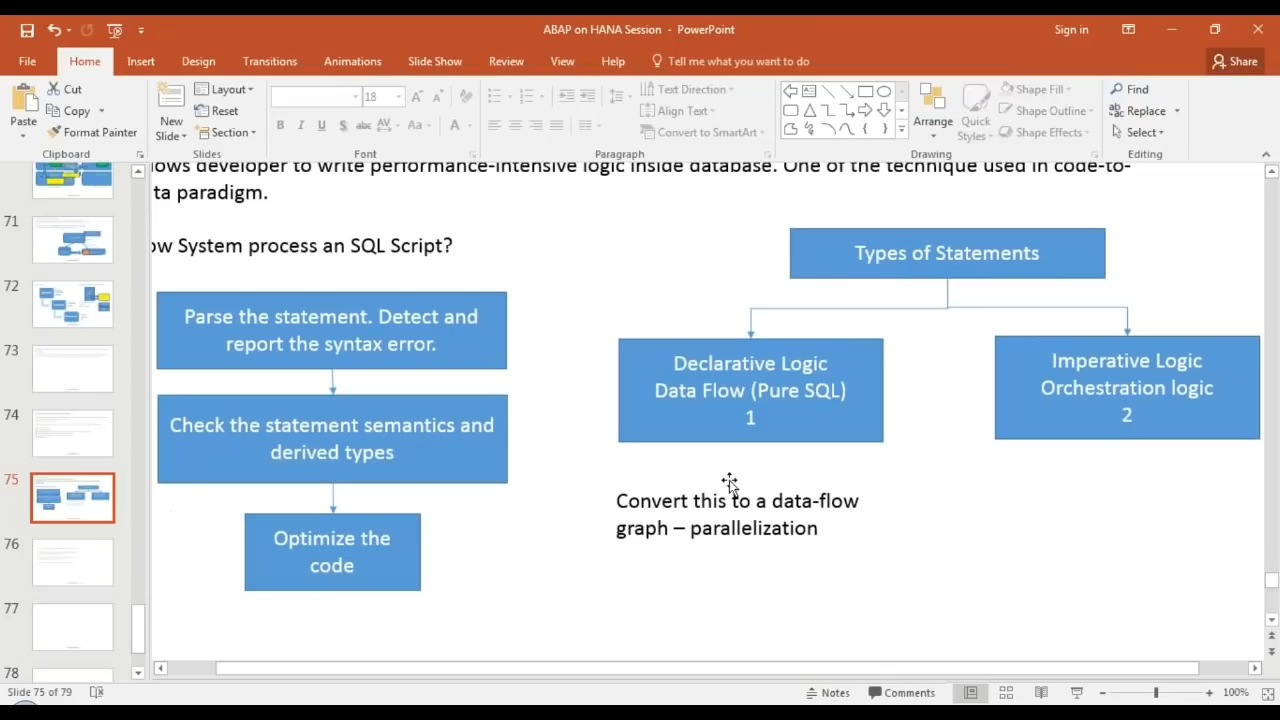 ABAP on HANA Session - PowerPoint
Sign in
File
Home
Insert
Design
Transitions
Animations
Slide Show
Review
View
Help
Tell me what you want to do
Share
Paste
Cut
Copy
Format Painter
Clipboard
New
Slide
Layout
Reset
Section
Slides
18
B I U S abc AV Aa A
Font
Text Direction
Align Text
Convert to SmartArt
Paragraph
Arrange
Quick
Styles
Shape Fill
Shape Outline
Shape Effects
Drawing
Find
Replace
Select
Editing
71
72
73
74
75
76
77
78
lows developer to write performance-intensive logic inside database. One of the technique used in code-to-
ta paradigm.
ow System process an SQL Script?
Parse the statement. Detect and
report the syntax error.
Check the statement semantics and
derived types
Optimize the
code
Types of Statements
Declarative Logic
Data Flow (Pure SQL)
1
Imperative Logic
Orchestration logic
2
Convert this to a data-flow
graph – parallelization
Slide 75 of 79
Notes
Comments
100%